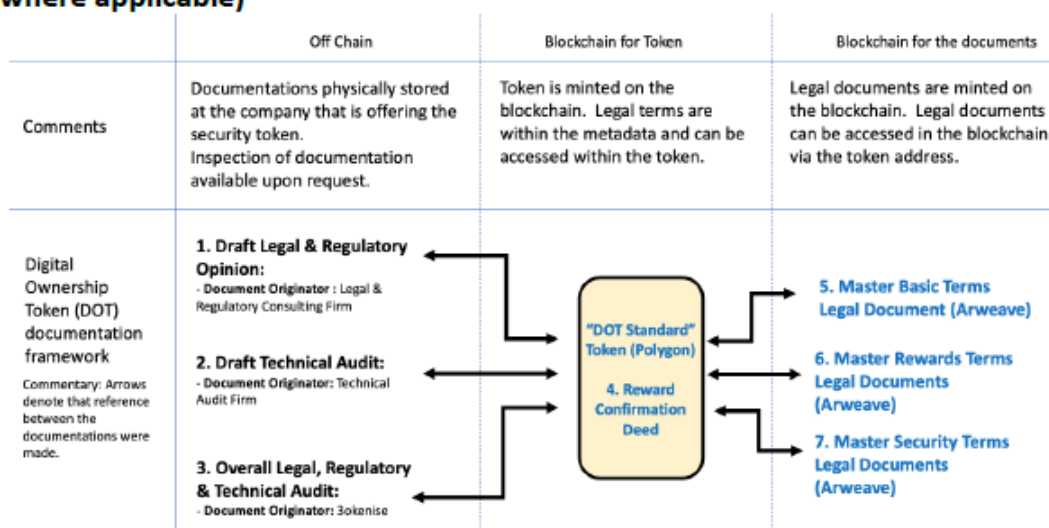 where applicable)
Off Chain
Blockchain for Token
Blockchain for the documents
Comments
Documentations physically stored
at the company that is offering the
security token.
Inspection of documentation
available upon request.
Token is minted on the
blockchain. Legal terms are
within the metadata and can be
accessed within the token.
Legal documents are minted on
the blockchain. Legal documents
can be accessed in the blockchain
via the token address.
Digital
Ownership
Token (DOT)
documentation
framework
Commentary: Arrows
denote that reference
between the
documentations were
made.
1. Draft Legal & Regulatory
Opinion:
- Document Originator : Legal &
Regulatory Consulting Firm
2. Draft Technical Audit:
- Document Originator: Technical
Audit Firm
3. Overall Legal, Regulatory
& Technical Audit:
- Document Originator: 3okenise
"DOT Standard"
Token (Polygon)
4. Reward
Confirmation
Deed
5. Master Basic Terms
Legal Document (Arweave)
6. Master Rewards Terms
Legal Documents
(Arweave)
7. Master Security Terms
Legal Documents
(Arweave)